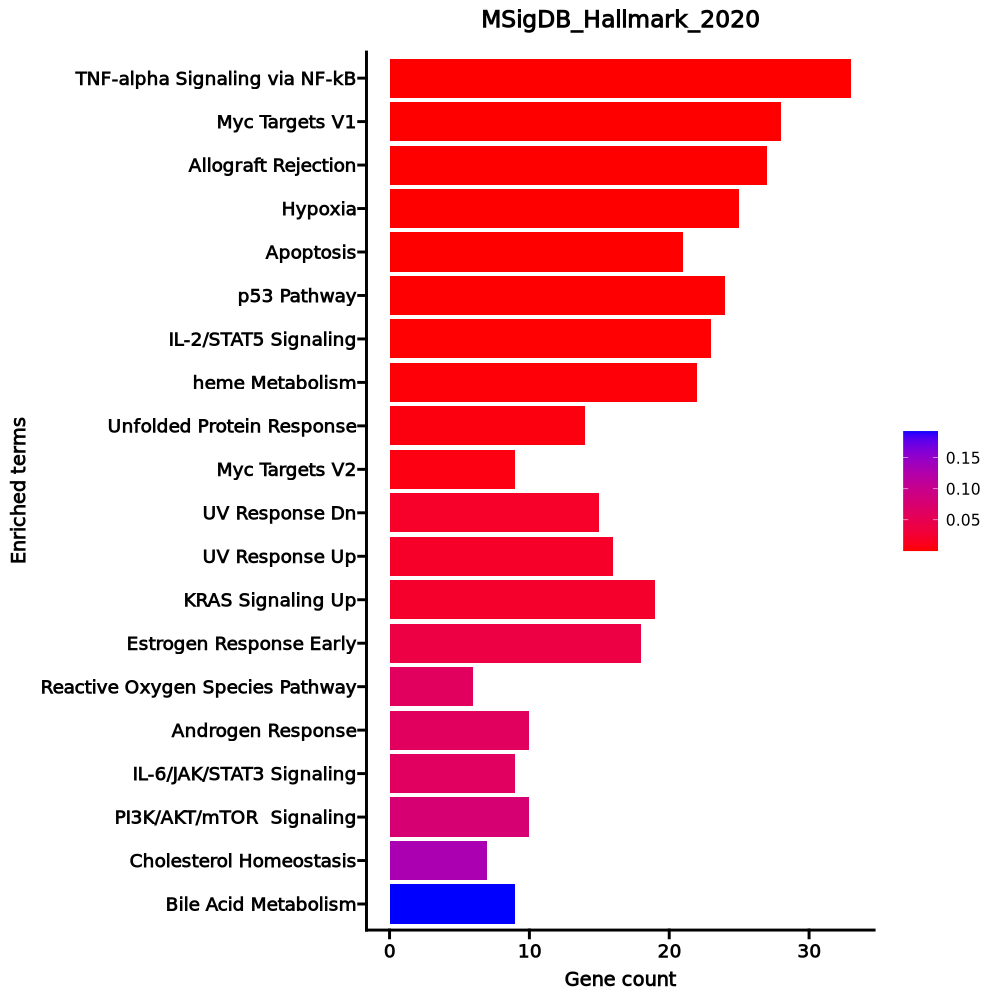 MSigDB_Hallmark_2020
TNF-alpha Signaling via NF-kB
Myc Targets V1
Allograft Rejection
Hypoxia
Apoptosis
p53 Pathway
IL-2/STAT5 Signaling
heme Metabolism
Unfolded Protein Response
Myc Targets V2
UV Response Dn
UV Response Up
KRAS Signaling Up
Estrogen Response Early
Reactive Oxygen Species Pathway
Androgen Response
IL-6/JAK/STAT3 Signaling
PI3K/AKT/mTOR  Signaling
Cholesterol Homeostasis
Bile Acid Metabolism
Enriched terms
0 10 20 30
Gene count
0.15
0.10
0.05